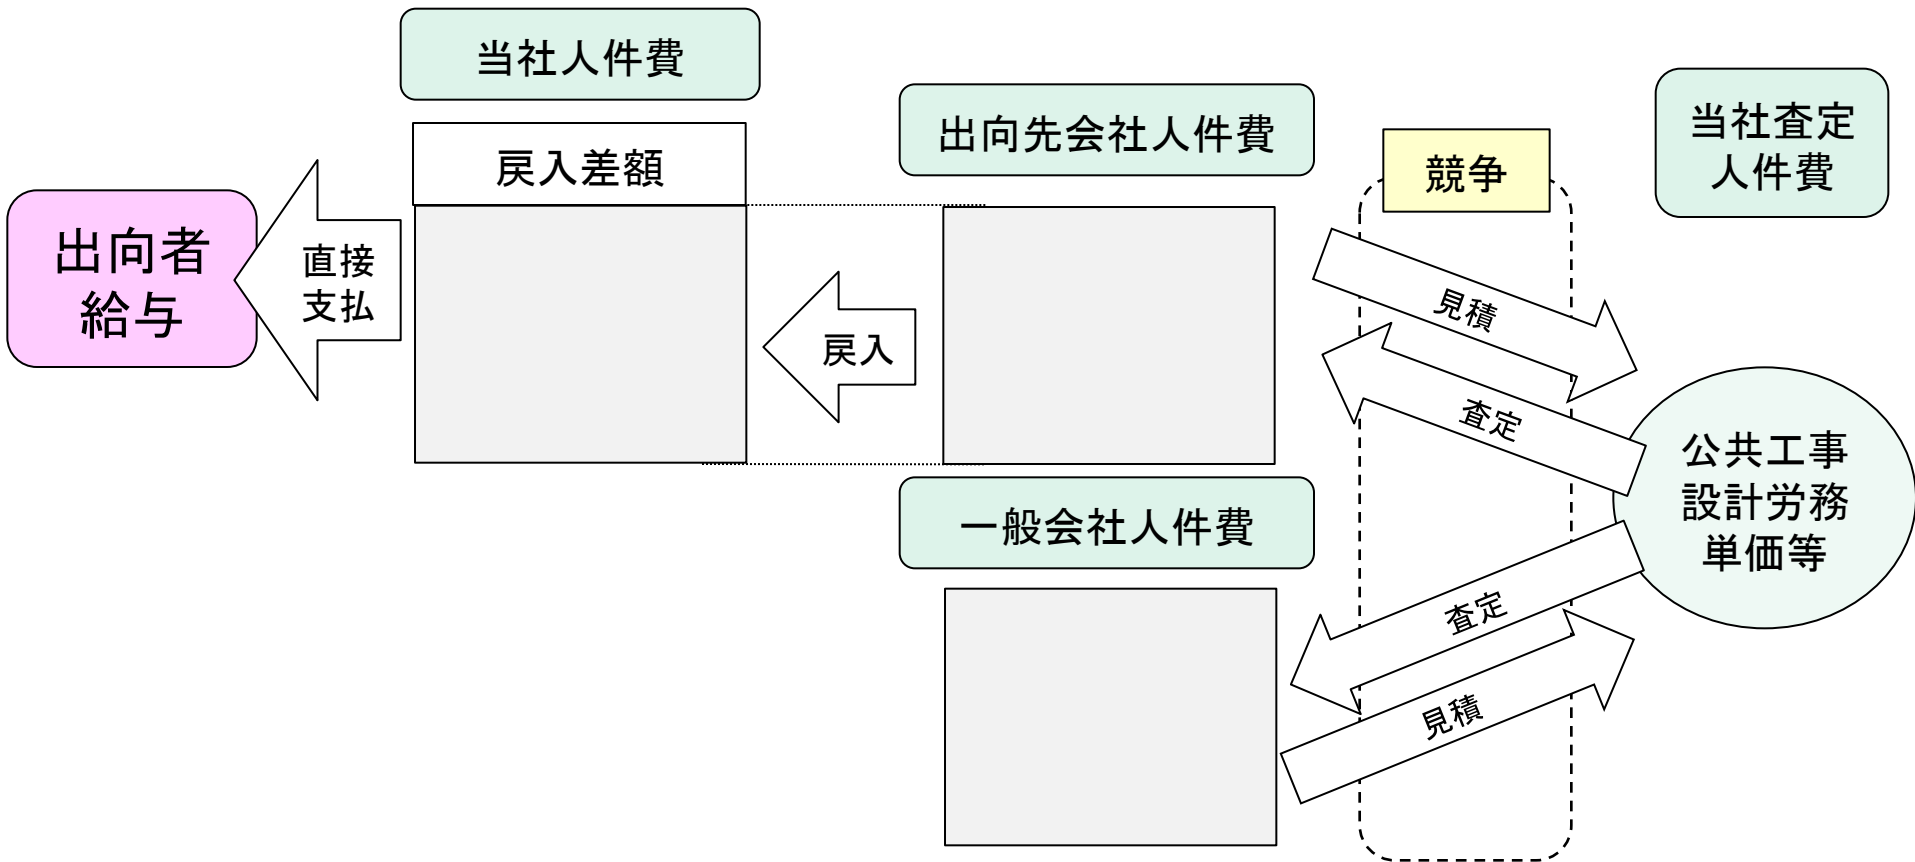 当社人件費
出向先会社人件費
当社査定
人件費
戻入差額
競争
出向者
給与
直接
支払
戻入
見積
査定
公共工事
設計労務
単価等
一般会社人件費
査定
見積